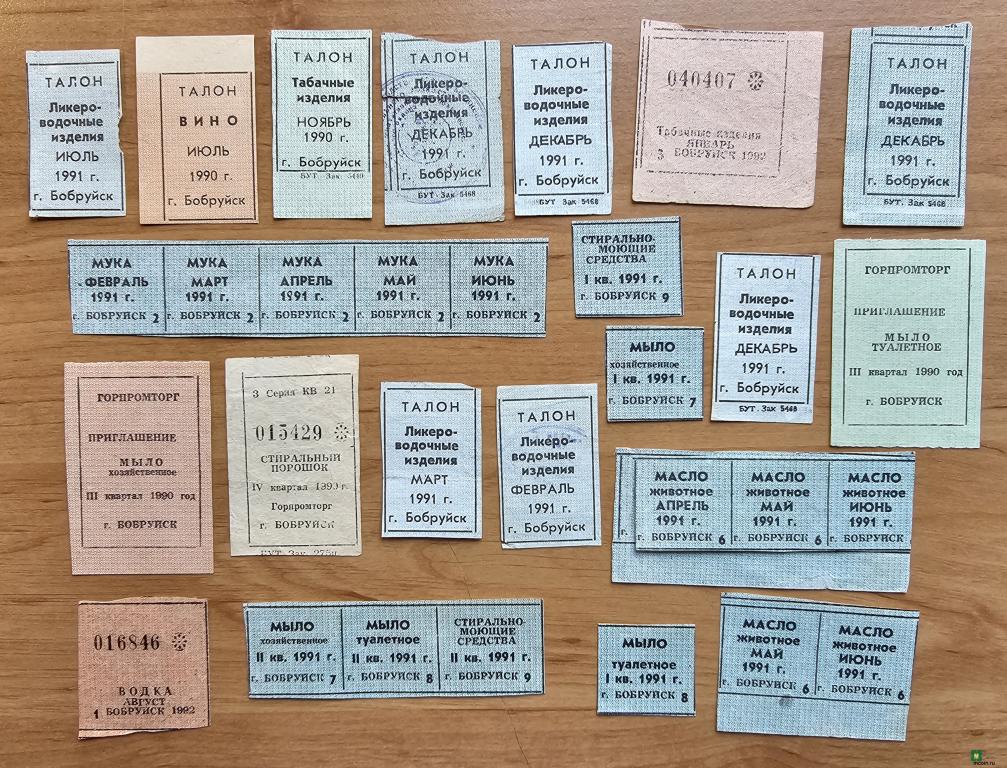 ТАЛОН
Ликеро-
водочные
изделия
ИЮЛЬ
1991 г.
г. Бобруйск
ТАЛОН
ВИНО
ИЮЛЬ
1990 г.
г. Бобруйск
ТАЛОН
Табачные
изделия
НОЯБРЬ
1990 г.
г. Бобруйск
БУТ. Зак
ТАЛОН
Ликеро-
водочные
изделия
ДЕКАБРЬ
1991 г.
г. Бобруйск
БУТ. Зак 5468
ТАЛОН
Ликеро-
водочные
изделия
ДЕКАБРЬ
1991 г.
г. Бобруйск
БУТ. Зак 5468
040407
Табачные изделия
ЯНВАРЬ
3 БОБРУЙСК 1992
ТАЛОН
Ликеро-
водочные
изделия
ДЕКАБРЬ
1991 г.
г. Бобруйск
БУТ. Зак 5468
МУКА
ФЕВРАЛЬ
1991 г.
г. БОБРУЙСК 2
МУКА
МАРТ
1991 г.
г. БОБРУЙСК 2
МУКА
АПРЕЛЬ
1991 г.
г. БОБРУЙСК 2
МУКА
МАЙ
1991 г.
г. БОБРУЙСК 2
МУКА
ИЮНЬ
1991 г.
г. БОБРУЙСК 2
СТИРАЛЬНО-
МОЮЩИЕ
СРЕДСТВА
I кв. 1991 г.
г. БОБРУЙСК 9
МЫЛО
хозяйственное
I кв. 1991 г.
г. БОБРУЙСК 7
ТАЛОН
Ликеро-
водочные
изделия
ДЕКАБРЬ
1991 г.
г. Бобруйск
БУТ. Зак 5468
ГОРПРОМТОРГ
ПРИГЛАШЕНИЕ
МЫЛО
ТУАЛЕТНОЕ
III квартал 1990 год
г. БОБРУЙСК
ГОРПРОМТОРГ
ПРИГЛАШЕНИЕ
МЫЛО
хозяйственное
III квартал 1990 год
г. БОБРУЙСК
3 Серия КВ 21
015429
СТИРАЛЬНЫЙ
ПОРОШОК
IV квартал 1990 г.
Горпромторг
г. БОБРУЙСК
БУТ. Зак.
ТАЛОН
Ликеро-
водочные
изделия
МАРТ
1991 г.
г. Бобруйск
ТАЛОН
Ликеро-
водочные
изделия
ФЕВРАЛЬ
1991 г.
г. Бобруйск
г.
МАСЛО
животное
АПРЕЛЬ
1991 г.
г. БОБРУЙСК 6
МАСЛО
животное
МАЙ
1991 г.
г. БОБРУЙСК 6
МАСЛО
животное
ИЮНЬ
1991 г.
г. БОБРУЙСК 6
016846
ВОДКА
АВГУСТ
1 БОБРУЙСК 1992
МЫЛО
хозяйственное
II кв. 1991 г.
г. БОБРУЙСК 7
МЫЛО
туалетное
II кв. 1991 г.
г. БОБРУЙСК 8
СТИРАЛЬНО-
МОЮЩИЕ
СРЕДСТВА
II кв. 1991 г.
г. БОБРУЙСК 9
МЫЛО
туалетное
I кв. 1991 г.
г. БОБРУЙСК 8
МАСЛО
животное
МАЙ
1991 г.
г. БОБРУЙСК 6
МАСЛО
животное
ИЮНЬ
1991 г.
г. БОБРУЙСК 6